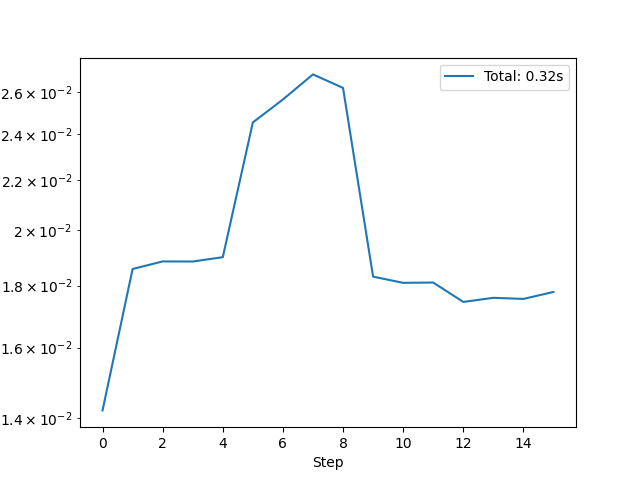 Total: 0.32s
2.6 × 10⁻²
2.4 × 10⁻²
2.2 × 10⁻²
2 × 10⁻²
1.8 × 10⁻²
1.6 × 10⁻²
1.4 × 10⁻²
0 2 4 6 8 10 12 14
Step